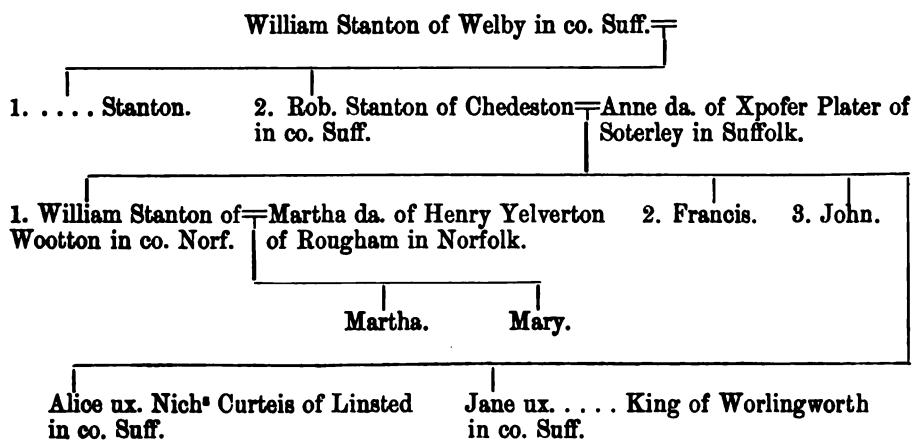 William Stanton of Welby in co. Suff.
1. . . . . Stanton.
2. Rob. Stanton of Chedeston
in co. Suff.
Anne da. of Xpofer Plater of
Soterley in Suffolk.
1. William Stanton of
Wootton in co. Norf.
Martha da. of Henry Yelverton
of Rougham in Norfolk.
2. Francis.
3. John.
Martha.
Mary.
Alice ux. Nichˢ Curteis of Linsted
in co. Suff.
Jane ux. . . . . King of Worlingworth
in co. Suff.